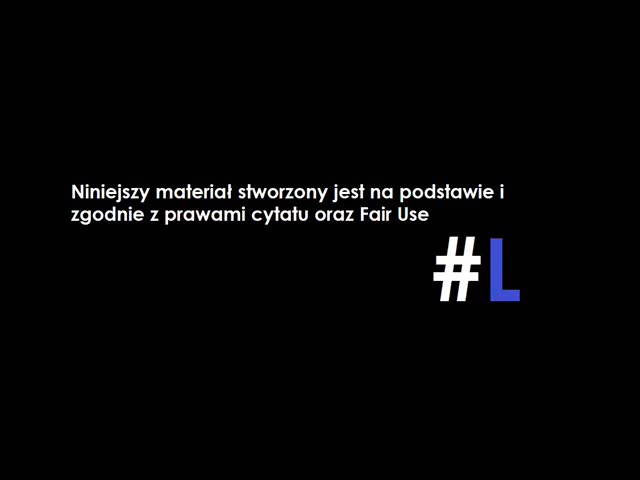 Niniejszy materiał stworzony jest na podstawie i
zgodnie z prawami cytatu oraz Fair Use
#L